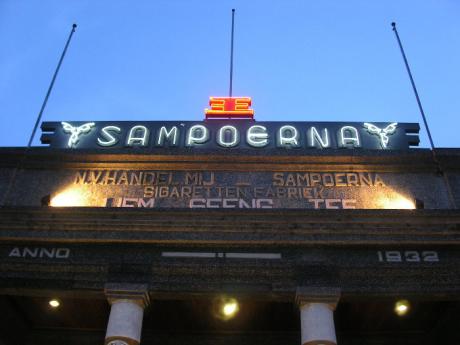 SAMPOERNA
N.V. HANDEL MIJ SAMPOERNA
SIGARETTEN FABRIEK
LIEM SEENG TEE
ANNO 1932